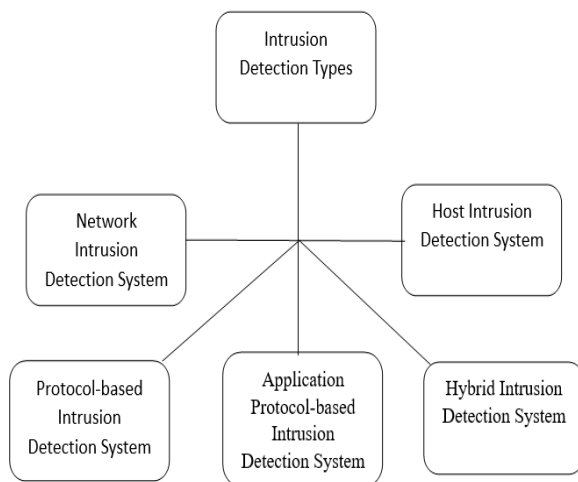 Intrusion
Detection Types
Network
Intrusion
Detection System
Host Intrusion
Detection System
Protocol-based
Intrusion
Detection System
Application
Protocol-based
Intrusion
Detection System
Hybrid Intrusion
Detection System